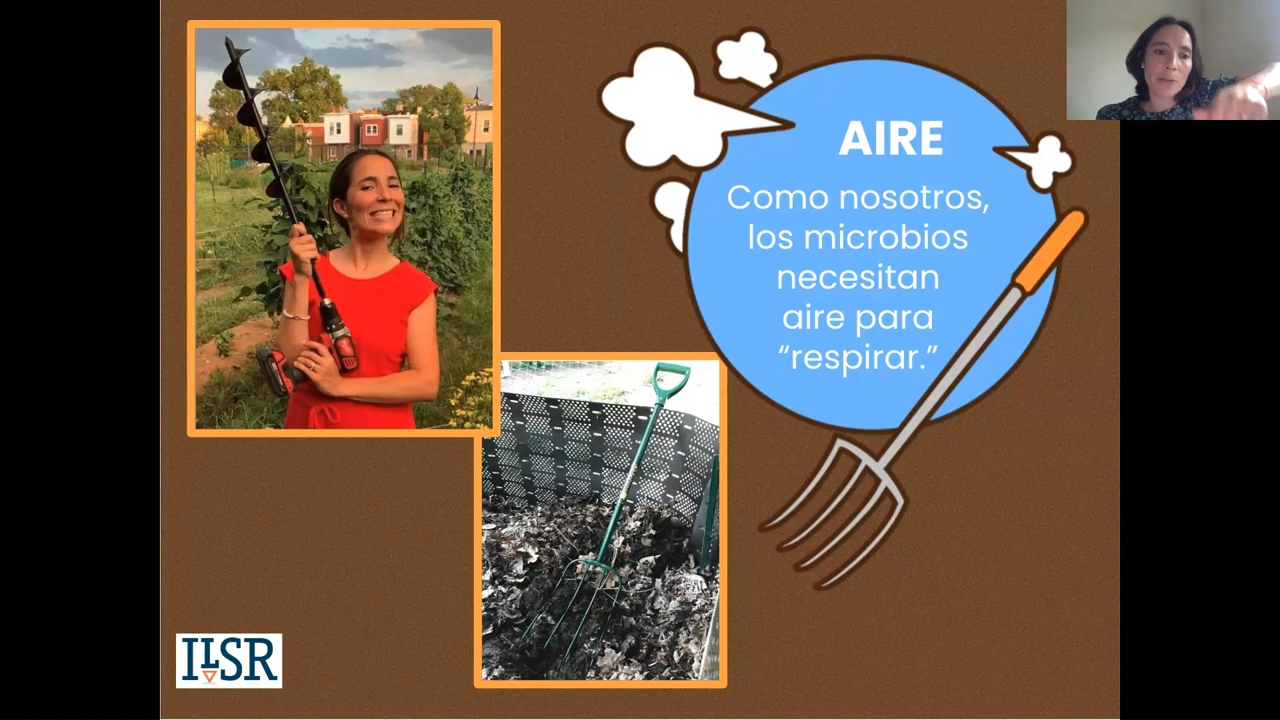 AIRE
Como nosotros,
los microbios
necesitan
aire para
“respirar.”
ILSR